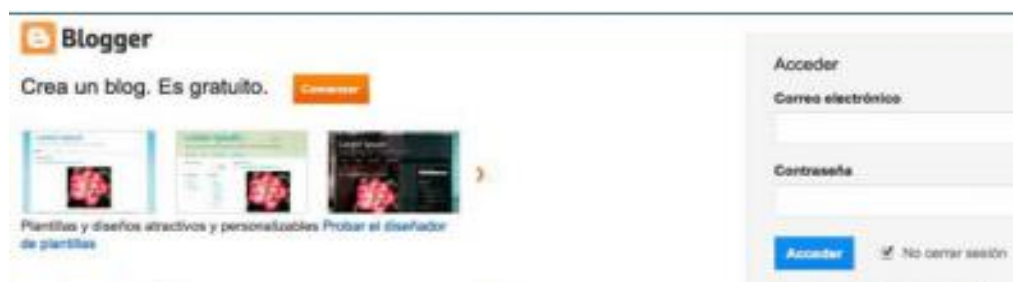 Blogger
Crea un blog. Es gratuito.
Comenzar
Plantillas y diseños atractivos y personalizables Probar el diseñador
de plantillas
Acceder
Correo electrónico
Contraseña
Acceder
No cerrar sesión